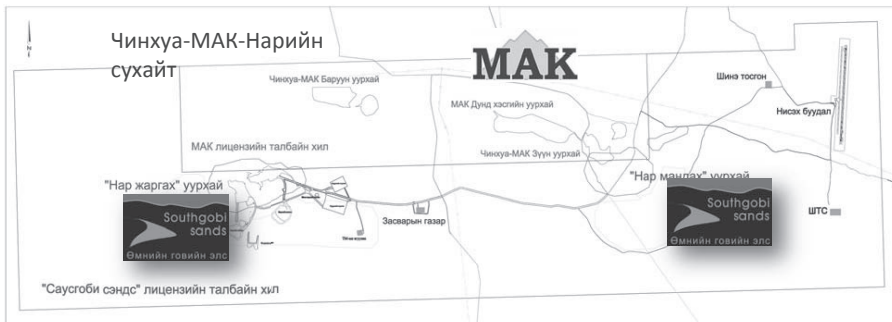 Чинхуа-МАК-Нарийн
сухайт
МАК
Чинхуа-МАК Баруун уурхай
Шинэ тосгон
МАК Дунд хэсгийн уурхай
Нисэх буудал
МАК лицензийн талбайн хил
Чинхуа-МАК Зүүн уурхай
"Нар жаргах" уурхай
"Нар мандах" уурхай
Southgobi
sands
Өмнийн говийн элс
Засварын газар
Southgobi
sands
Өмнийн говийн элс
ШТС
"Саусгоби сэндс" лицензийн талбайн хил